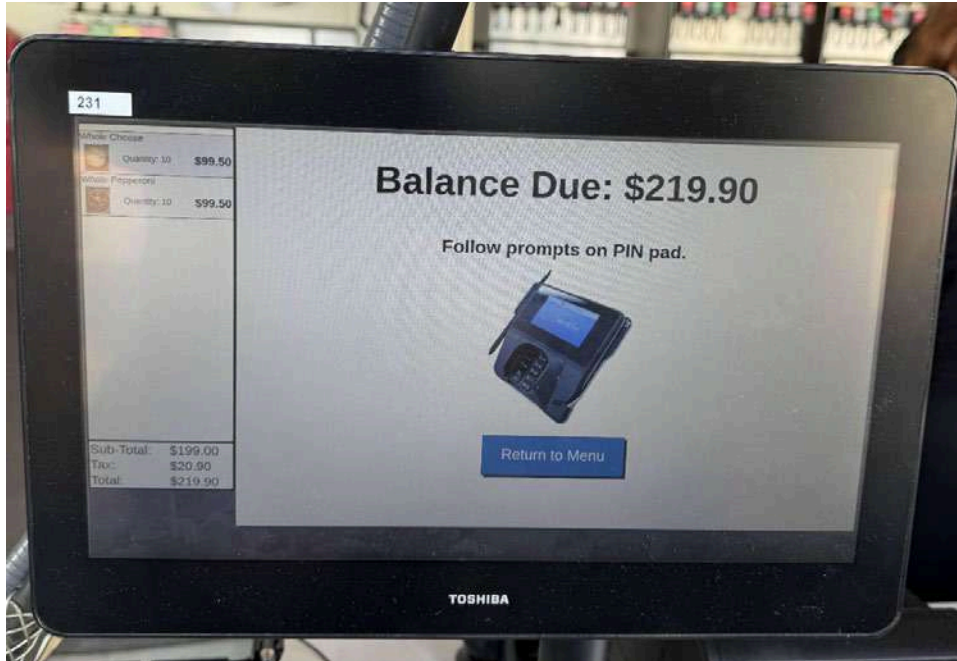 231
Whole Cheese
Quantity: 10 $99.50
Whole Pepperoni
Quantity: 10 $99.50
Balance Due: $219.90
Follow prompts on PIN pad.
Return to Menu
Sub-Total: $199.00
Tax: $20.90
Total: $219.90
TOSHIBA